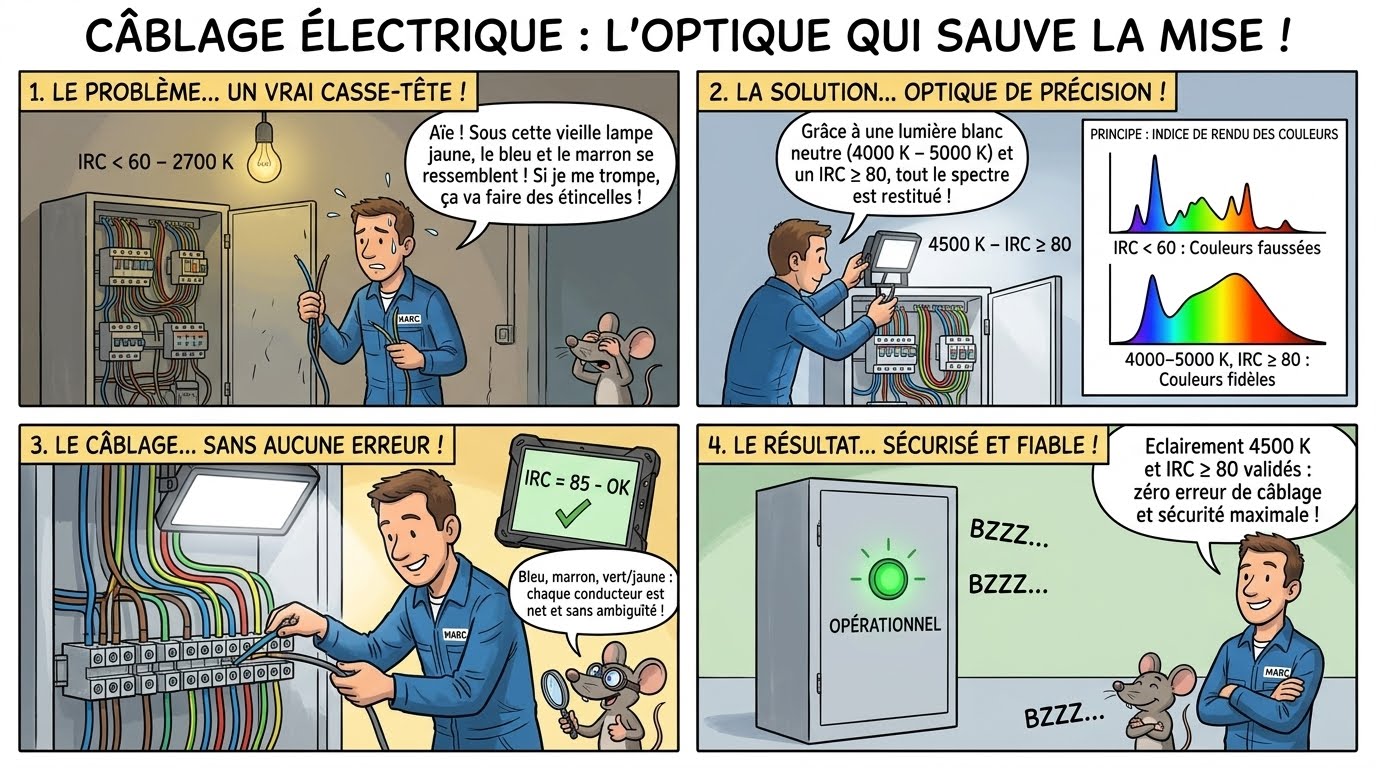 CÂBLAGE ÉLECTRIQUE : L'OPTIQUE QUI SAUVE LA MISE !
1. LE PROBLÈME... UN VRAI CASSE-TÊTE !
IRC < 60 – 2700 K
Aïe ! Sous cette vieille lampe
jaune, le bleu et le marron se
ressemblent ! Si je me trompe,
ça va faire des étincelles !
MARC
2. LA SOLUTION... OPTIQUE DE PRÉCISION !
Grâce à une lumière blanc
neutre (4000 K – 5000 K) et
un IRC ≥ 80, tout le spectre
est restitué !
4500 K – IRC ≥ 80
PRINCIPE : INDICE DE RENDU DES COULEURS
IRC < 60 : Couleurs faussées
4000–5000 K, IRC ≥ 80 :
Couleurs fidèles
3. LE CÂBLAGE... SANS AUCUNE ERREUR !
IRC = 85 - OK
Bleu, marron, vert/jaune :
chaque conducteur est
net et sans ambiguïté !
MARC
4. LE RÉSULTAT... SÉCURISÉ ET FIABLE !
Eclairement 4500 K
et IRC ≥ 80 validés :
zéro erreur de câblage
et sécurité maximale !
BZZZ...
BZZZ...
OPÉRATIONNEL
MARC
BZZZ...